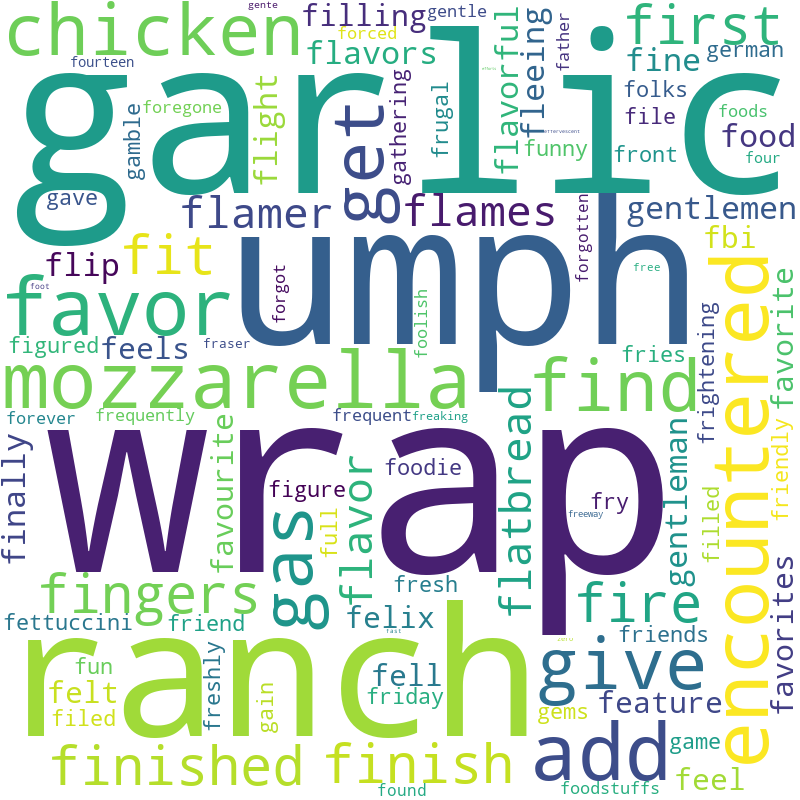 gente
filling
gentle
chicken
forced
father
first
fourteen
flavors
fine
german
garlic
flavorful
fleeing
gathering
flight
foregone
gamble
get
frugal
folks
file
foods
food
funny
front
four
effervescent
gave
flamer
flames
forgotten
gentlemen
flip
fit
umph
fbi
foot
favor
forgot
foolish
free
frightening
favorite
figured
feels
fraser
fries
encountered
mozzarella
find
forever
frequently
frequent
freaking
finally
favourite
wrap
flavor
foodie
flatbread
gentleman
friendly
figure
fry
gas
full
freeway
filled
fingers
fresh
fire
favorites
fettuccini
friend
felix
fast
friends
ranch
give
fun
fell
felt
freshly
friday
feature
filed
gain
gems
add
game
finished
finish
feel
found
foodstuffs